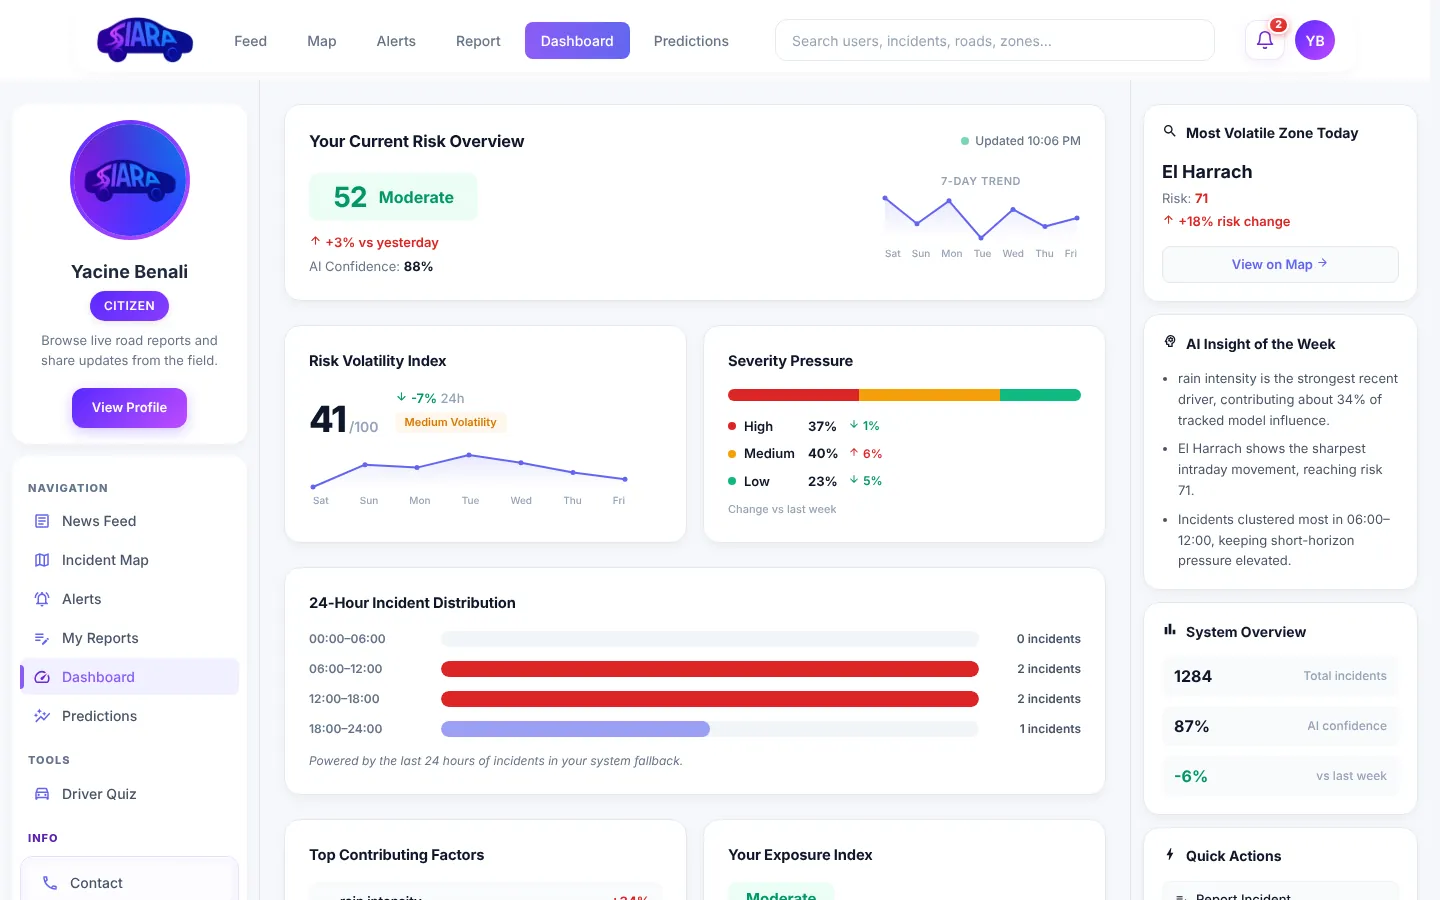 SIARA
Feed
Map
Alerts
Report
Dashboard
Predictions
Search users, incidents, roads, zones...
2
YB
SIARA
Yacine Benali
CITIZEN
Browse live road reports and
share updates from the field.
View Profile
NAVIGATION
News Feed
Incident Map
Alerts
My Reports
Dashboard
Predictions
TOOLS
Driver Quiz
INFO
Contact
Your Current Risk Overview
Updated 10:06 PM
52 Moderate
↑ +3% vs yesterday
AI Confidence: 88%
7-DAY TREND
Sat Sun Mon Tue Wed Thu Fri
Risk Volatility Index
41/100
↓ -7% 24h
Medium Volatility
Sat Sun Mon Tue Wed Thu Fri
Severity Pressure
High 37% ↓ 1%
Medium 40% ↑ 6%
Low 23% ↓ 5%
Change vs last week
24-Hour Incident Distribution
00:00–06:00 0 incidents
06:00–12:00 2 incidents
12:00–18:00 2 incidents
18:00–24:00 1 incidents
Powered by the last 24 hours of incidents in your system fallback.
Top Contributing Factors
rain intensity +34%
Your Exposure Index
Moderate
Most Volatile Zone Today
El Harrach
Risk: 71
↑ +18% risk change
View on Map →
AI Insight of the Week
• rain intensity is the strongest recent
driver, contributing about 34% of
tracked model influence.
• El Harrach shows the sharpest
intraday movement, reaching risk
71.
• Incidents clustered most in 06:00–
12:00, keeping short-horizon
pressure elevated.
System Overview
1284 Total incidents
87% AI confidence
-6% vs last week
Quick Actions
Report Incident